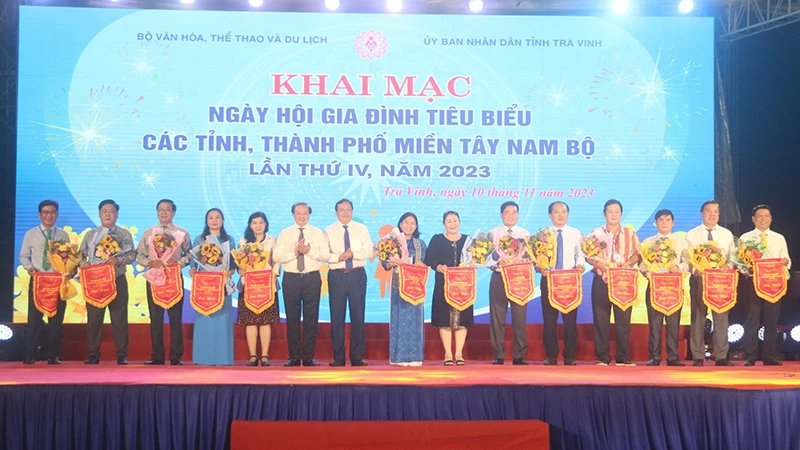 BỘ VĂN HÓA, THỂ THAO VÀ DU LỊCH
ỦY BAN NHÂN DÂN TỈNH TRÀ VINH
KHAI MẠC
NGÀY HỘI GIA ĐÌNH TIÊU BIỂU
CÁC TỈNH, THÀNH PHỐ MIỀN TÂY NAM BỘ
LẦN THỨ IV, NĂM 2023
Trà Vinh, ngày 10 tháng 11 năm 2023